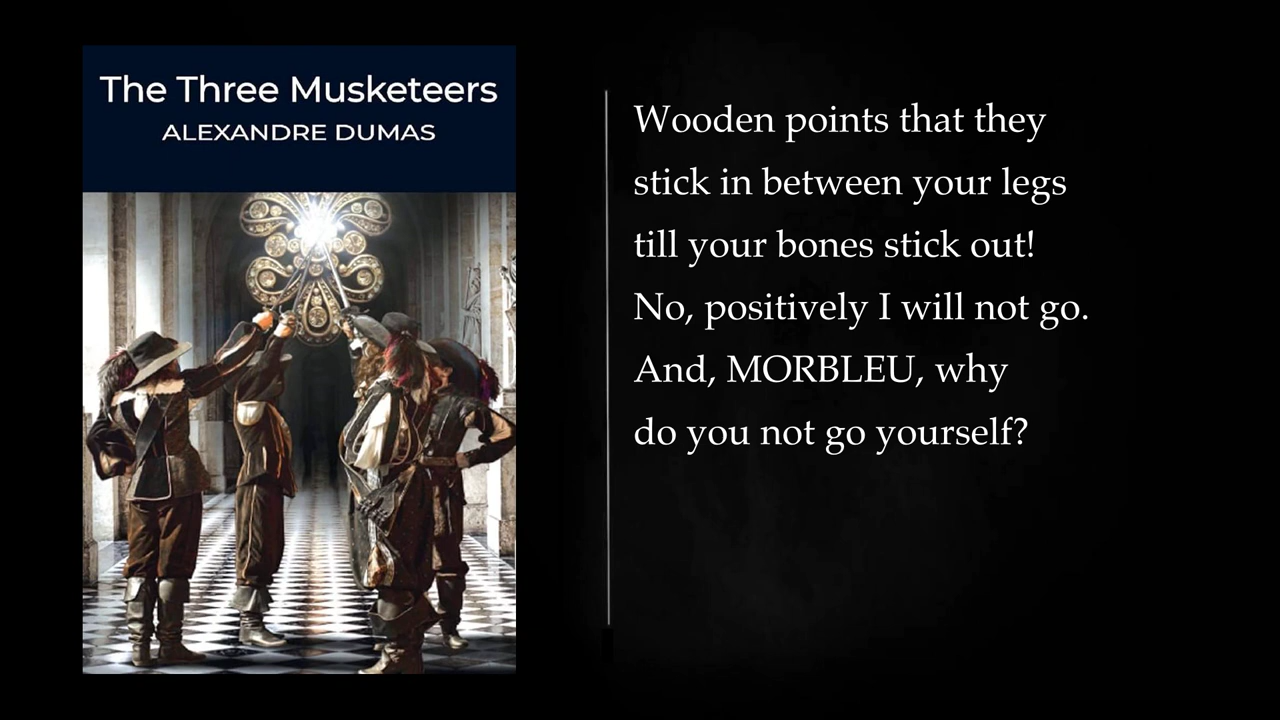 The Three Musketeers
ALEXANDRE DUMAS
Wooden points that they
stick in between your legs
till your bones stick out!
No, positively I will not go.
And, MORBLEU, why
do you not go yourself?